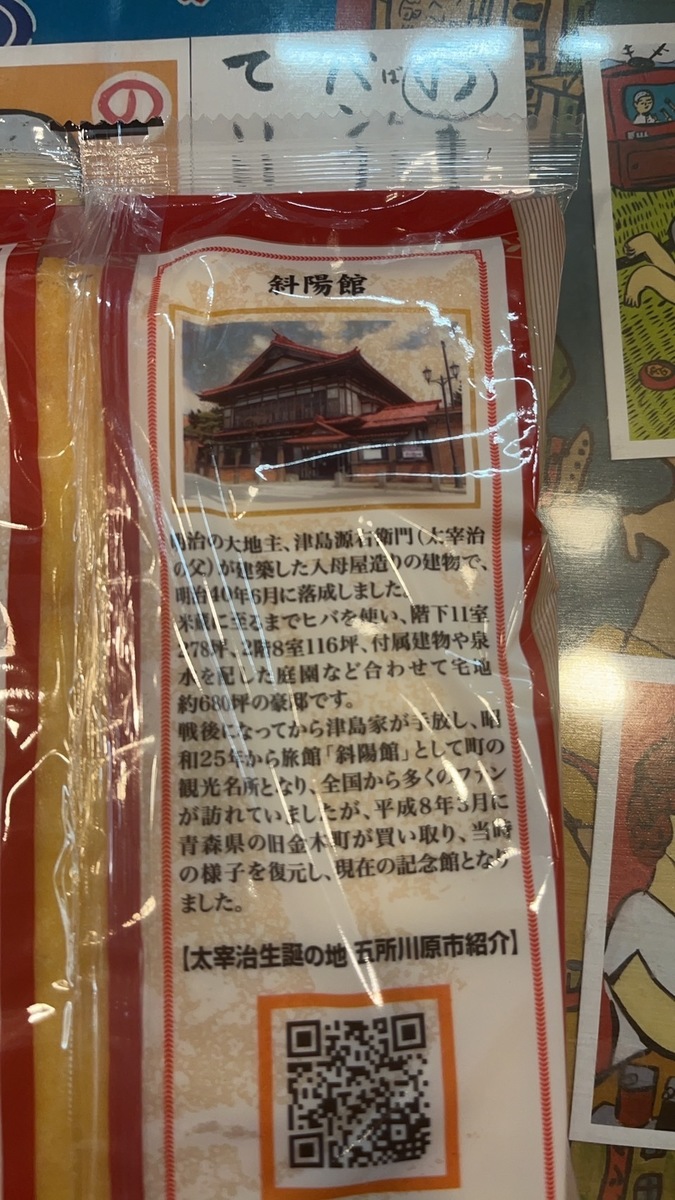 の
わ
ば
て
斜陽館
明治の大地主、津島源右衛門(太宰治
の父)が建築した入母屋造りの建物で、
明治40年6月に落成しました。
米蔵に至るまでヒバを使い、階下11室
278坪、2階8室116坪、付属建物や泉
水を配した庭園など合わせて宅地
約680坪の豪邸です。
戦後になってから津島家が手放し、昭
和25年から旅館「斜陽館」として町の
観光名所となり、全国から多くのファン
が訪れていましたが、平成8年3月に
青森県の旧金木町が買い取り、当時
の様子を復元し、現在の記念館となり
ました。
【太宰治生誕の地 五所川原市紹介】